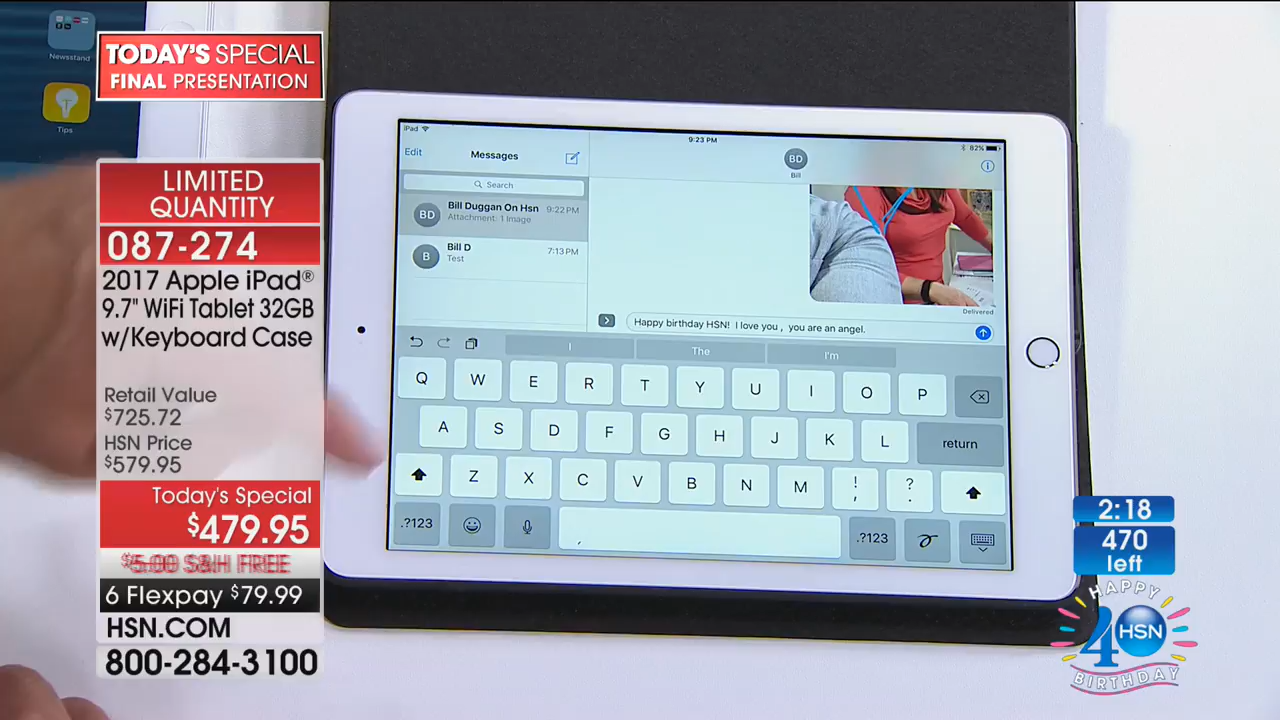 Newsstand
Tips
TODAY'S SPECIAL
FINAL PRESENTATION
LIMITED
QUANTITY
087-274
2017 Apple iPad®
9.7" WiFi Tablet 32GB
w/Keyboard Case
Retail Value
$725.72
HSN Price
$579.95
Today's Special
$479.95
$5.00 S&H FREE
6 Flexpay $79.99
HSN.COM
800-284-3100
iPad
9:23 PM
82%
Edit
Messages
BD
Bill
Search
BD
Bill Duggan On Hsn
9:22 PM
Attachment: 1 Image
B
Bill D
7:13 PM
Test
Delivered
Happy birthday HSN! I love you , you are an angel.
I The I'm
Q W E R T Y U I O P
A S D F G H J K L return
Z X C V B N M ! , ? .
.?123 .?123
2:18
470
left
HAPPY
40 HSN
BIRTHDAY